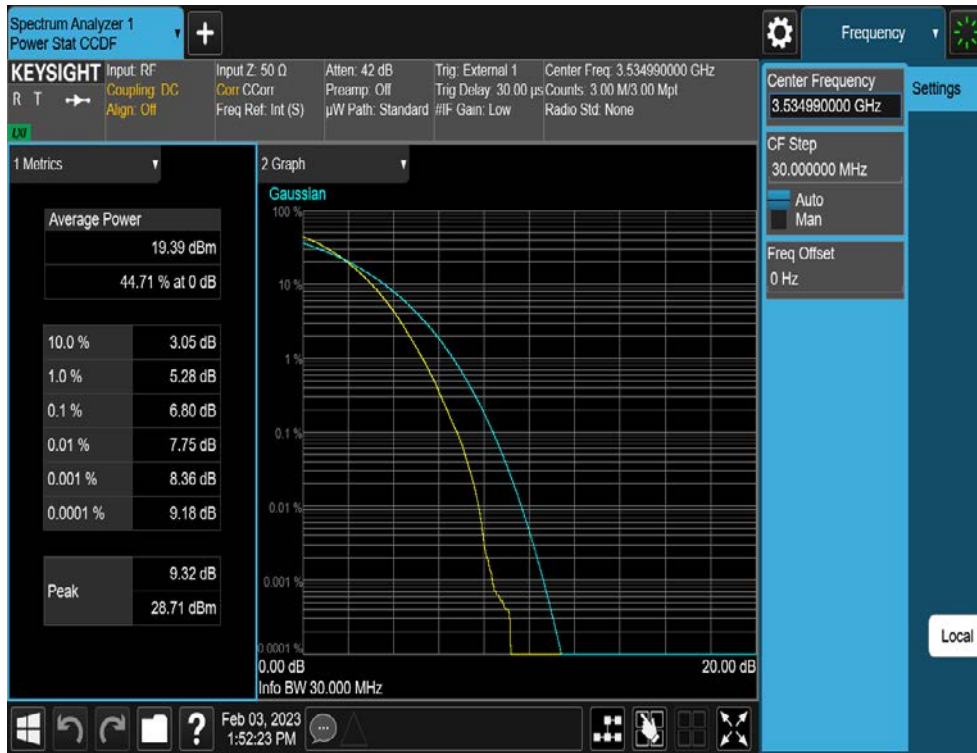 Spectrum Analyzer 1
Power Stat CCDF
+
Frequency
KEYSIGHT
R T
LXI
Input: RF
Coupling: DC
Align: Off
Input Z: 50 Ω
Corr CCorr
Freq Ref: Int (S)
Atten: 42 dB
Preamp: Off
µW Path: Standard
Trig: External 1
Trig Delay: 30.00 µs
#IF Gain: Low
Center Freq: 3.534990000 GHz
Counts: 3.00 M/3.00 Mpt
Radio Std: None
Center Frequency
3.534990000 GHz
Settings
CF Step
30.000000 MHz
Auto
Man
Freq Offset
0 Hz
1 Metrics
Average Power
19.39 dBm
44.71 % at 0 dB
10.0 % 3.05 dB
1.0 % 5.28 dB
0.1 % 6.80 dB
0.01 % 7.75 dB
0.001 % 8.36 dB
0.0001 % 9.18 dB
Peak
9.32 dB
28.71 dBm
2 Graph
Gaussian
100 %
10 %
1 %
0.1 %
0.01 %
0.001 %
0.0001 %
0.00 dB 20.00 dB
Info BW 30.000 MHz
Local
?
Feb 03, 2023
1:52:23 PM